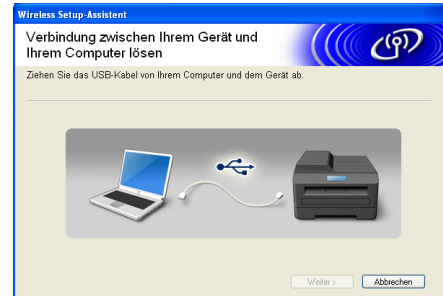 Wireless Setup-Assistent
Verbindung zwischen Ihrem Gerät und
Ihrem Computer lösen
Ziehen Sie das USB-Kabel von Ihrem Computer und dem Gerät ab.
Weiter >
Abbrechen